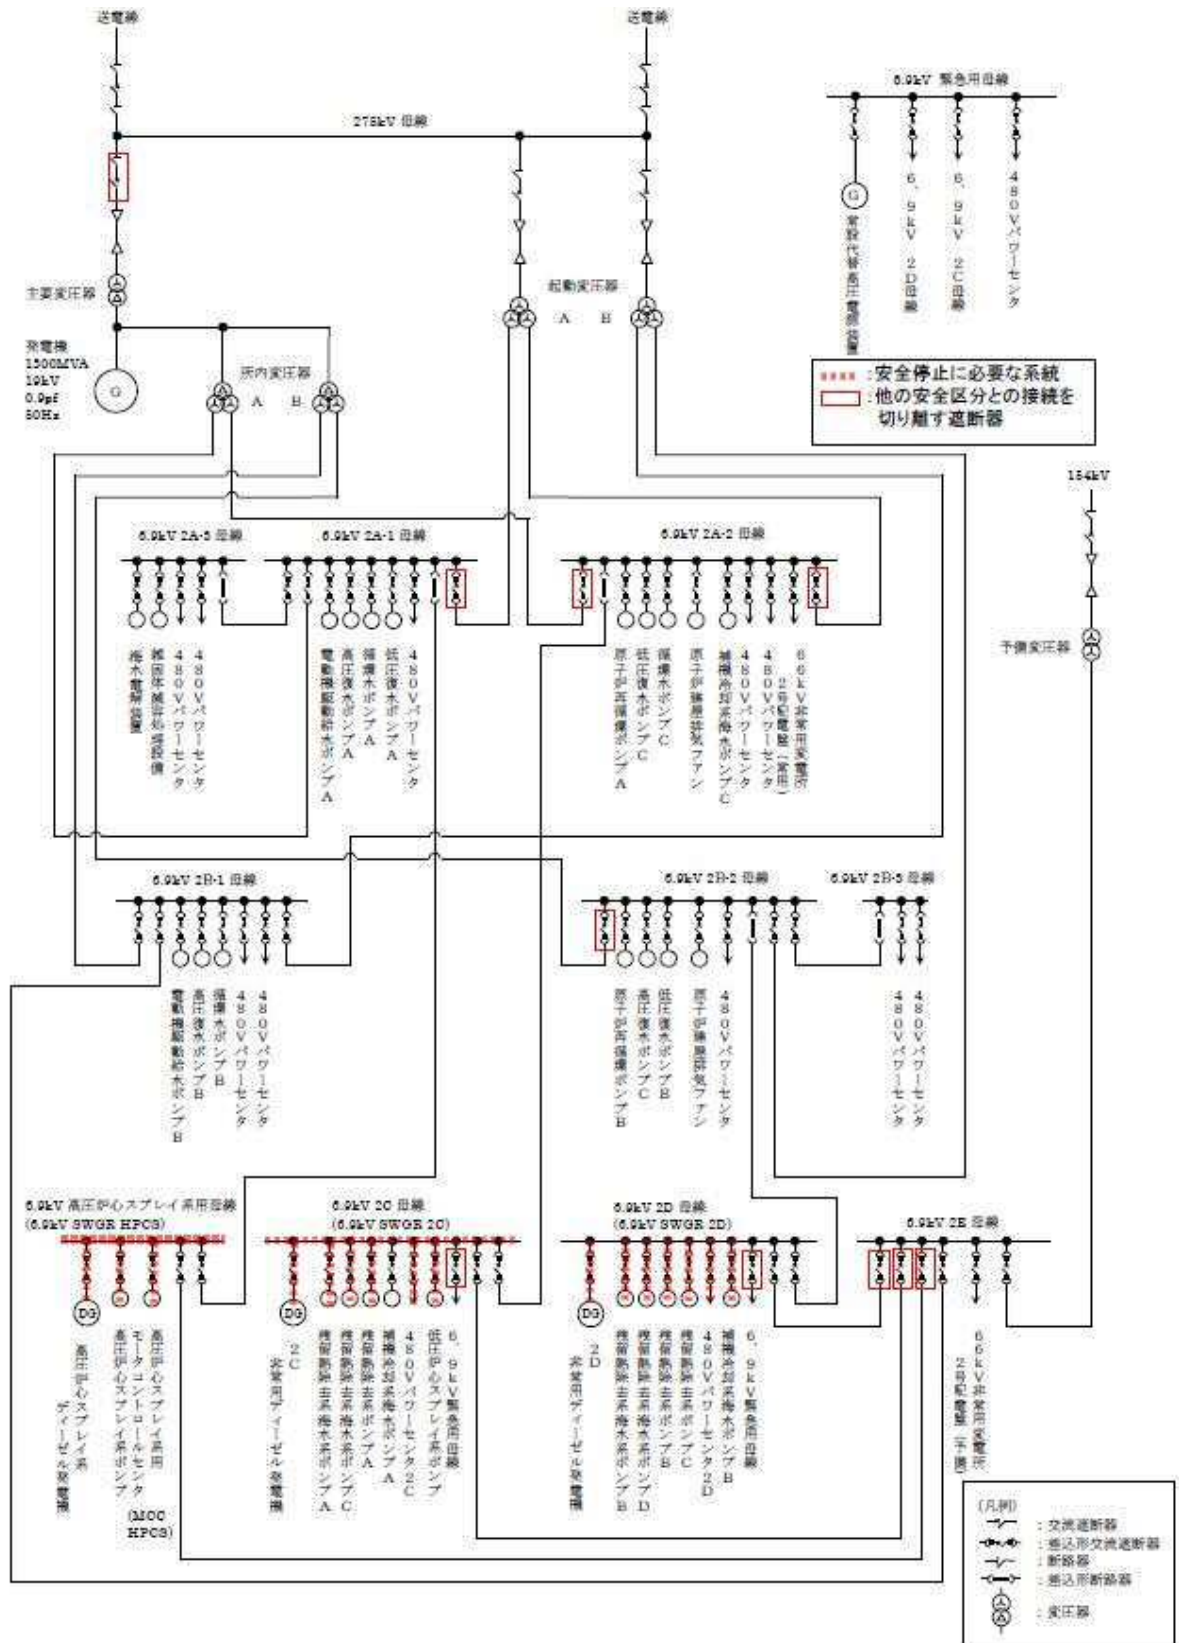 送電線
送電線
275kV 母線
6.9kV 緊急用母線
G
常設代替高圧電源装置
6.9kV 2D母線
6.9kV 2C母線
480Vパワーセンタ
主要変圧器
起動変圧器
A B
発電機
1300MVA
19kV
0.9pf
50Hz
G
所内変圧器
A B
:安全停止に必要な系統
:他の安全区分との接続を
切り離す遮断器
154kV
予備変圧器
6.9kV 2A-3 母線
6.9kV 2A-1 母線
6.9kV 2A-2 母線
海水電解装置
雑固体減容処理設備
480Vパワーセンタ
480Vパワーセンタ
電動機駆動給水ポンプA
高圧復水ポンプA
循環水ポンプA
低圧復水ポンプA
480Vパワーセンタ
原子炉再循環ポンプA
低圧復水ポンプC
循環水ポンプC
原子炉建屋排気ファン
補機冷却系海水ポンプC
480Vパワーセンタ
480Vパワーセンタ
66kV非常用変電所
2号配電盤(常用)
6.9kV 2B-1 母線
6.9kV 2B-2 母線
6.9kV 2B-3 母線
電動機駆動給水ポンプB
高圧復水ポンプB
循環水ポンプB
480Vパワーセンタ
480Vパワーセンタ
原子炉再循環ポンプB
高圧復水ポンプC
低圧復水ポンプB
原子炉建屋排気ファン
480Vパワーセンタ
480Vパワーセンタ
480Vパワーセンタ
6.9kV 高圧炉心スプレイ系用母線
(6.9kV SWGR HPCS)
6.9kV 2C 母線
(6.9kV SWGR 2C)
6.9kV 2D 母線
(6.9kV SWGR 2D)
6.9kV 2E 母線
DG
DG
DG
高圧炉心スプレイ系
ディーゼル発電機
高圧炉心スプレイ系ポンプ
高圧炉心スプレイ系用
モータコントロールセンタ
(MCC
HPCS)
2C
非常用ディーゼル発電機
残留熱除去系海水系ポンプA
残留熱除去系海水系ポンプC
残留熱除去系ポンプA
補機冷却系海水ポンプA
480Vパワーセンタ2C
低圧炉心スプレイ系ポンプ
6.9kV緊急用母線
2D
非常用ディーゼル発電機
残留熱除去系海水系ポンプB
残留熱除去系海水系ポンプD
残留熱除去系ポンプB
残留熱除去系ポンプC
480Vパワーセンタ2D
補機冷却系海水ポンプB
6.9kV緊急用母線
66kV非常用変電所
2号配電盤(予備)
(凡例)
:交流遮断器
:差込形交流遮断器
:断路器
:差込形断路器
:変圧器